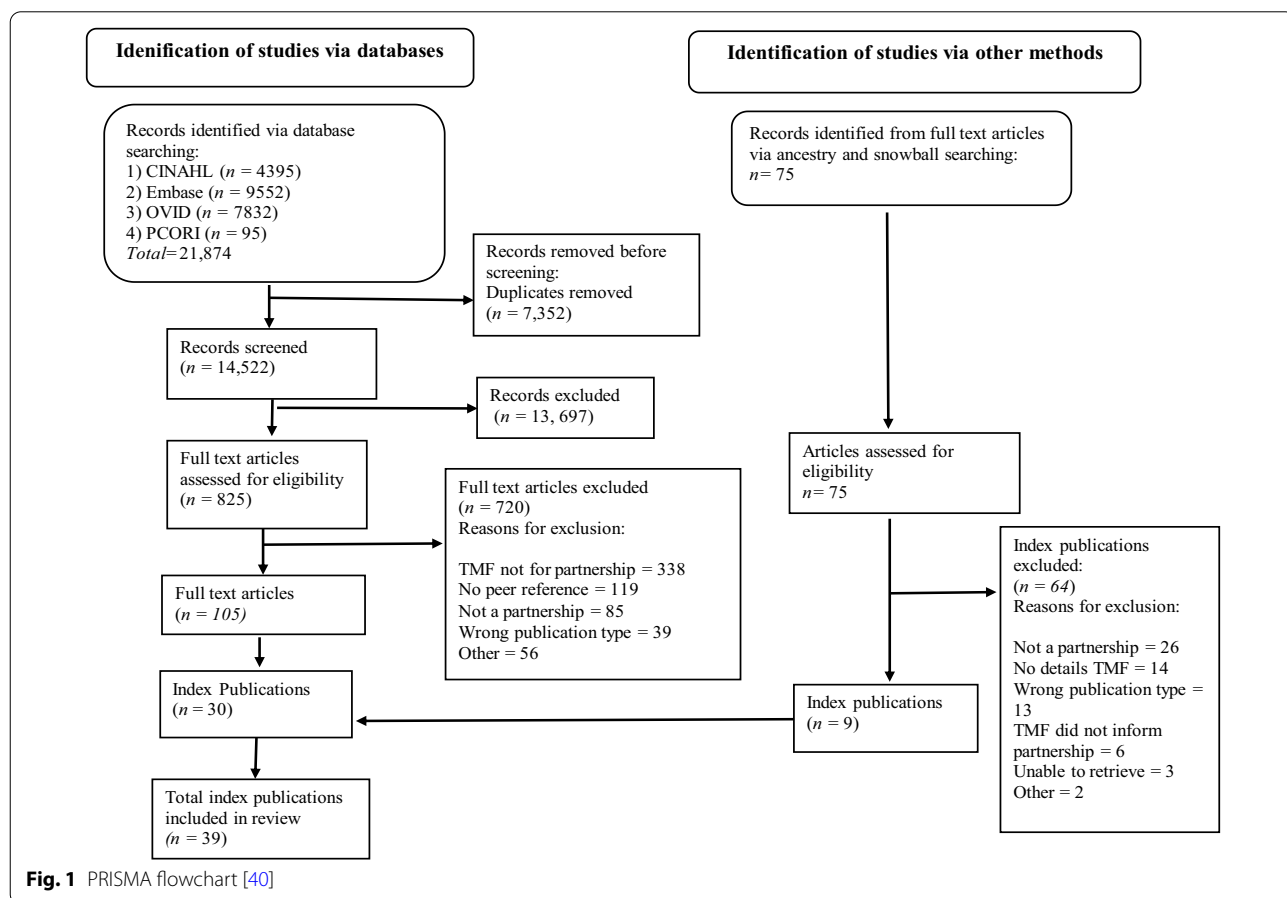 Idenification of studies via databases
Identification of studies via other methods
Records identified via database
searching:
1) CINAHL (n = 4395)
2) Embase (n = 9552)
3) OVID (n = 7832)
4) PCORI (n = 95)
Total=21,874
Records identified from full text articles
via ancestry and snowball searching:
n= 75
Records removed before
screening:
Duplicates removed
(n = 7,352)
Records screened
(n = 14,522)
Records excluded
(n = 13, 697)
Full text articles
assessed for eligibility
(n = 825)
Articles assessed for
eligibility
n= 75
Full text articles excluded
(n = 720)
Reasons for exclusion:
TMF not for partnership = 338
No peer reference = 119
Not a partnership = 85
Wrong publication type = 39
Other = 56
Index publications
excluded:
(n = 64)
Reasons for exclusion:
Not a partnership = 26
No details TMF = 14
Wrong publication type =
13
TMF did not inform
partnership = 6
Unable to retrieve = 3
Other = 2
Full text articles
(n = 105)
Index Publications
(n = 30)
Index publications
(n = 9)
Total index publications
included in review
(n = 39)
Fig. 1 PRISMA flowchart [40]